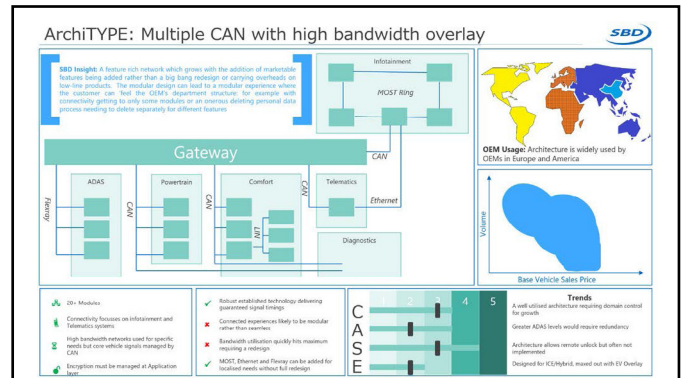 ArchiTYPE: Multiple CAN with high bandwidth overlay
SBD
SBD Insight: A feature rich network which grows with the addition of marketable
features being added rather than a big bang redesign or carrying overheads on
low-line products. The modular design can lead to a modular experience where
the customer can feel the OEM's department structure: for example with
connectivity getting to only some modules or an onerous deleting personal data
process needing to delete separately for different features
Infotainment
MOST Ring
Gateway
CAN
ADAS
Powertrain
Comfort
Telematics
Flexray
CAN
CAN
LIN
CAN
Ethernet
Diagnostics
OEM Usage: Architecture is widely used by
OEMs in Europe and America
Volume
Base Vehicle Sales Price
20+ Modules
Connectivity focusses on Infotainment and
Telematics systems
High bandwidth networks used for specific
needs but core vehicle signals managed by
CAN
Encryption must be managed at Application
layer
Robust established technology delivering
guaranteed signal timings
Connected experiences likely to be modular
rather than seamless
Bandwidth utilisation quickly hits maximum
requiring a redesign
MOST, Ethernet and Flexray can be added for
localised needs without full redesign
1 2 3 4 5
C
A
S
E
Trends
A well utilised architecture requiring domain control
for growth
Greater ADAS levels would require redundancy
Architecture allows remote unlock but often not
implemented
Designed for ICE/Hybrid, maxed out with EV Overlay